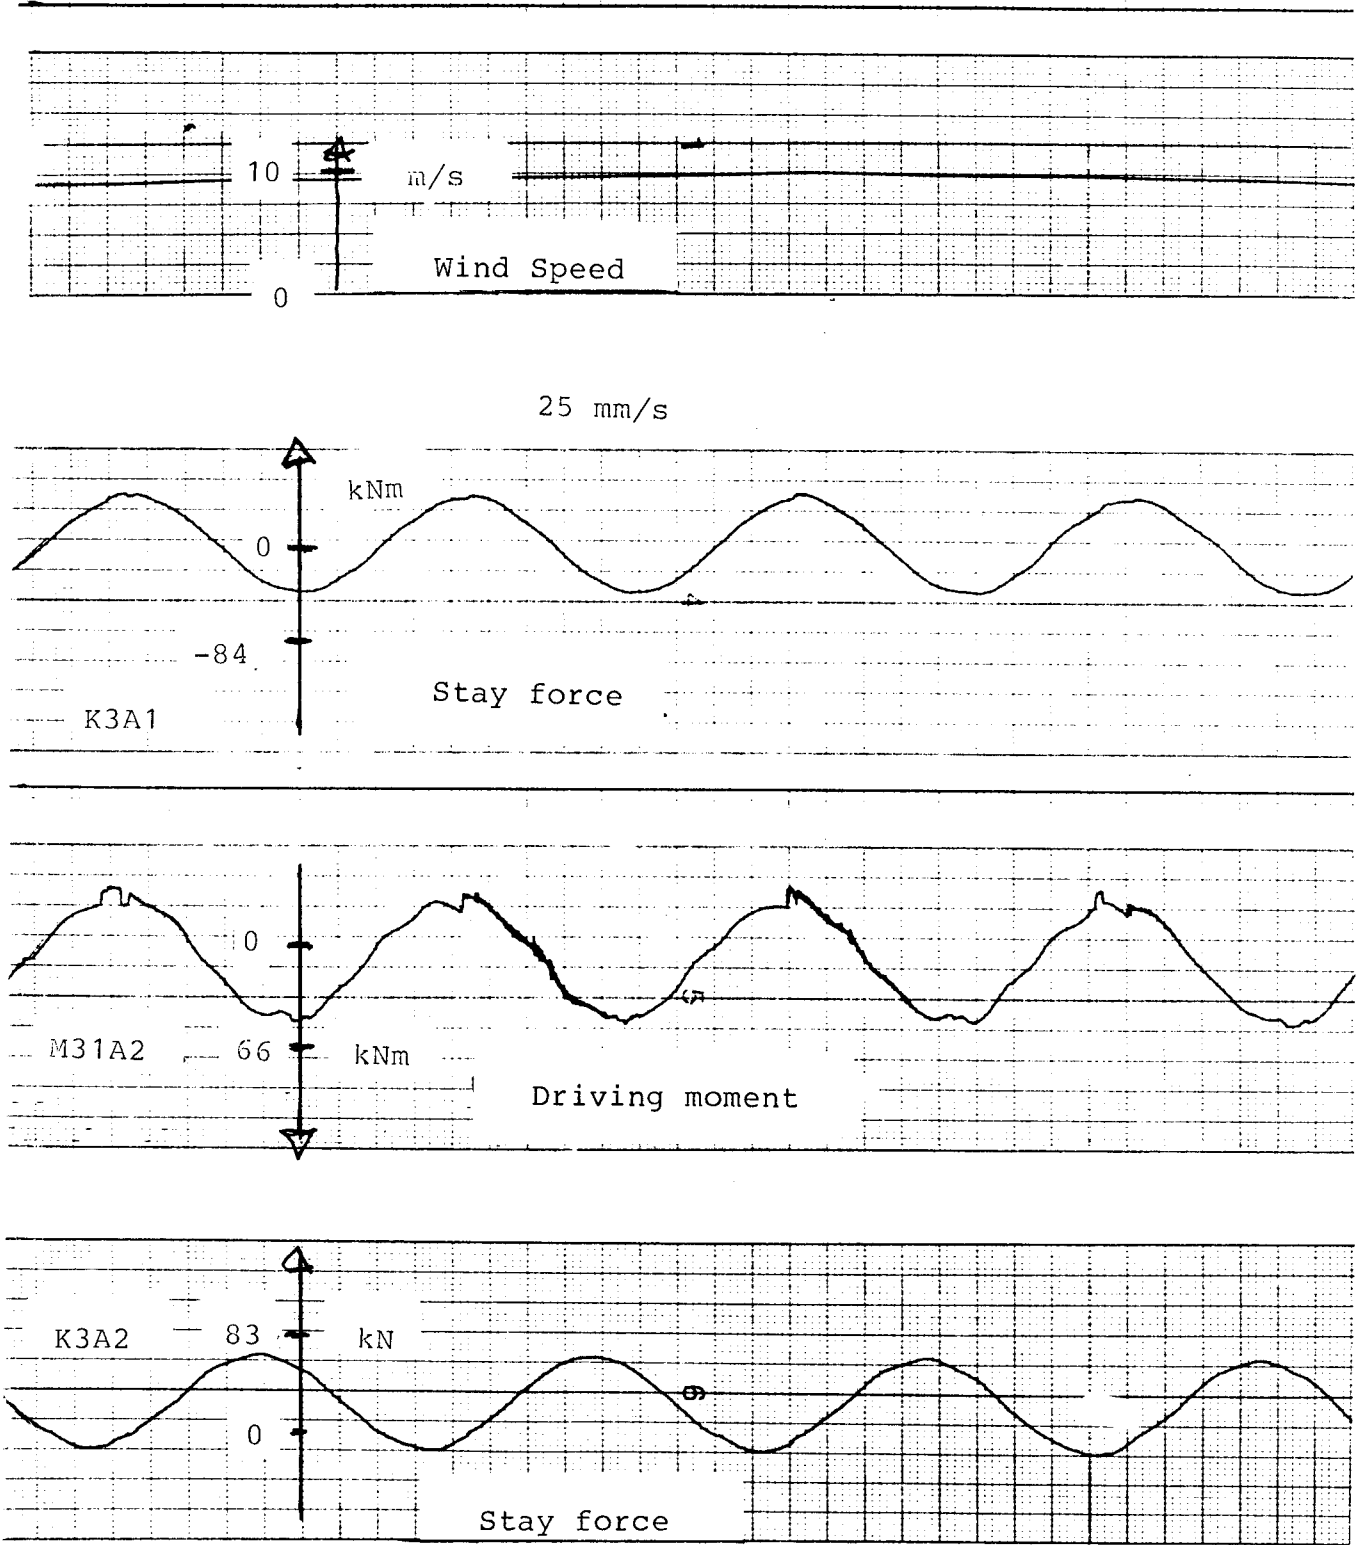 10 m/s
Wind Speed
0
25 mm/s
kNm
0
-84
Stay force
K3A1
0
M31A2 66 kNm
Driving moment
K3A2 83 kN
0
Stay force